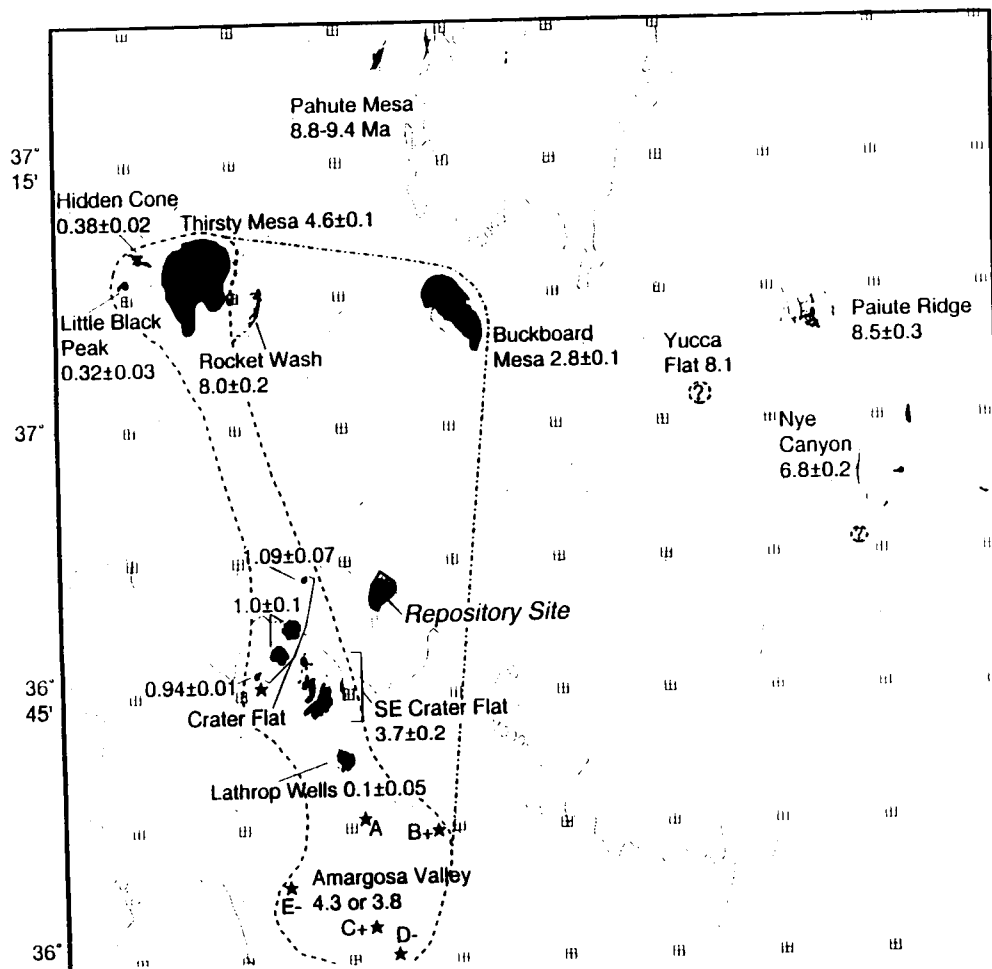 Pahute Mesa
8.8-9.4 Ma
37°
15'
Hidden Cone
0.38±0.02
Thirsty Mesa 4.6±0.1
Little Black
Peak
0.32±0.03
Rocket Wash
8.0±0.2
Buckboard
Mesa 2.8±0.1
Yucca
Flat 8.1
?
Paiute Ridge
8.5±0.3
37°
Nye
Canyon
6.8±0.2
?
1.09±0.07
1.0±0.1
Repository Site
0.94±0.01
36°
45'
Crater Flat
SE Crater Flat
3.7±0.2
Lathrop Wells 0.1±0.05
A
B+
Amargosa Valley
4.3 or 3.8
E-
C+
D-
36°